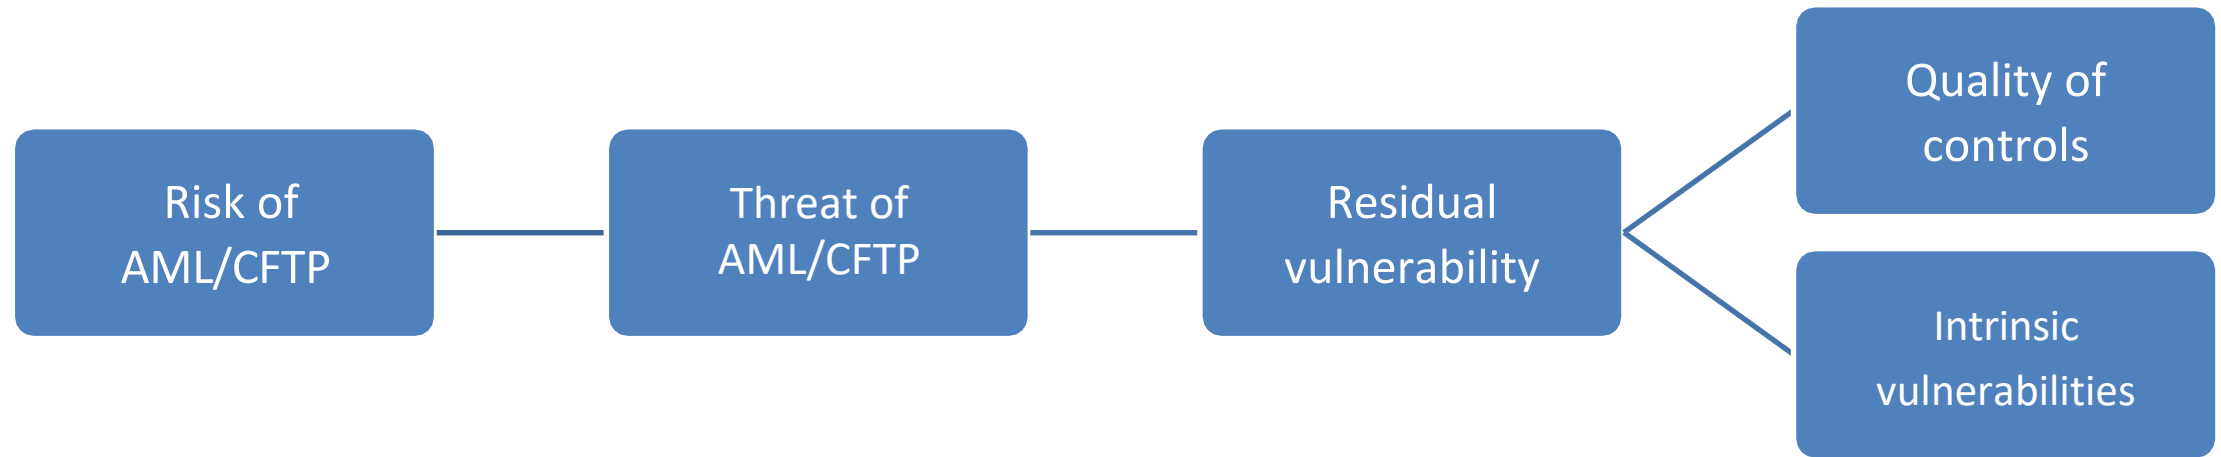 Risk of
AML/CFTP
Threat of
AML/CFTP
Residual
vulnerability
Quality of
controls
Intrinsic
vulnerabilities